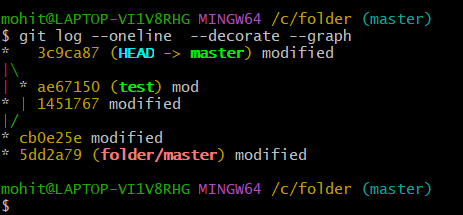 mohit@LAPTOP-VI1V8RHG MINGW64 /c/folder (master)
$ git log --oneline  --decorate --graph
*   3c9ca87 (HEAD -> master) modified
|\
| * ae67150 (test) mod
* | 1451767 modified
|/
* cb0e25e modified
* 5dd2a79 (folder/master) modified

mohit@LAPTOP-VI1V8RHG MINGW64 /c/folder (master)
$